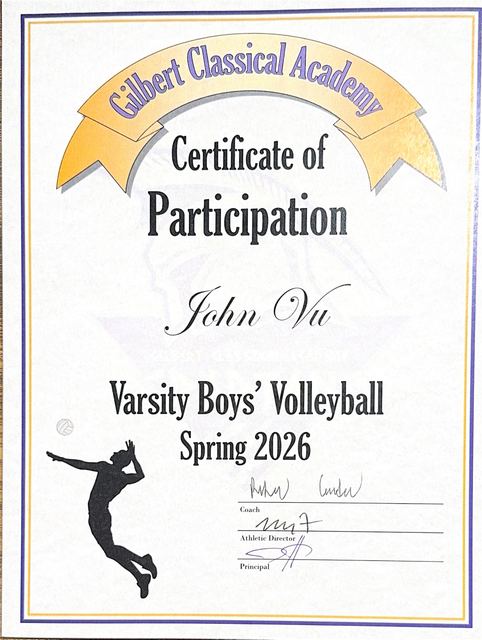 Gilbert Classical Academy
Certificate of
Participation
John Vu
Varsity Boys' Volleyball
Spring 2026
Coach
Athletic Director
Principal